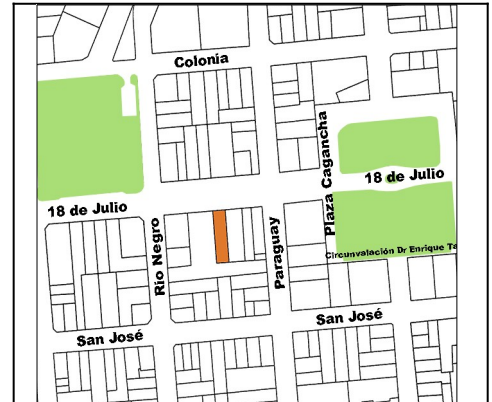 Colonia
Plaza Cagancha
18 de Julio
18 de Julio
Rio Negro
Paraguay
Circunvalación Dr Enrique Ta
San José
San José